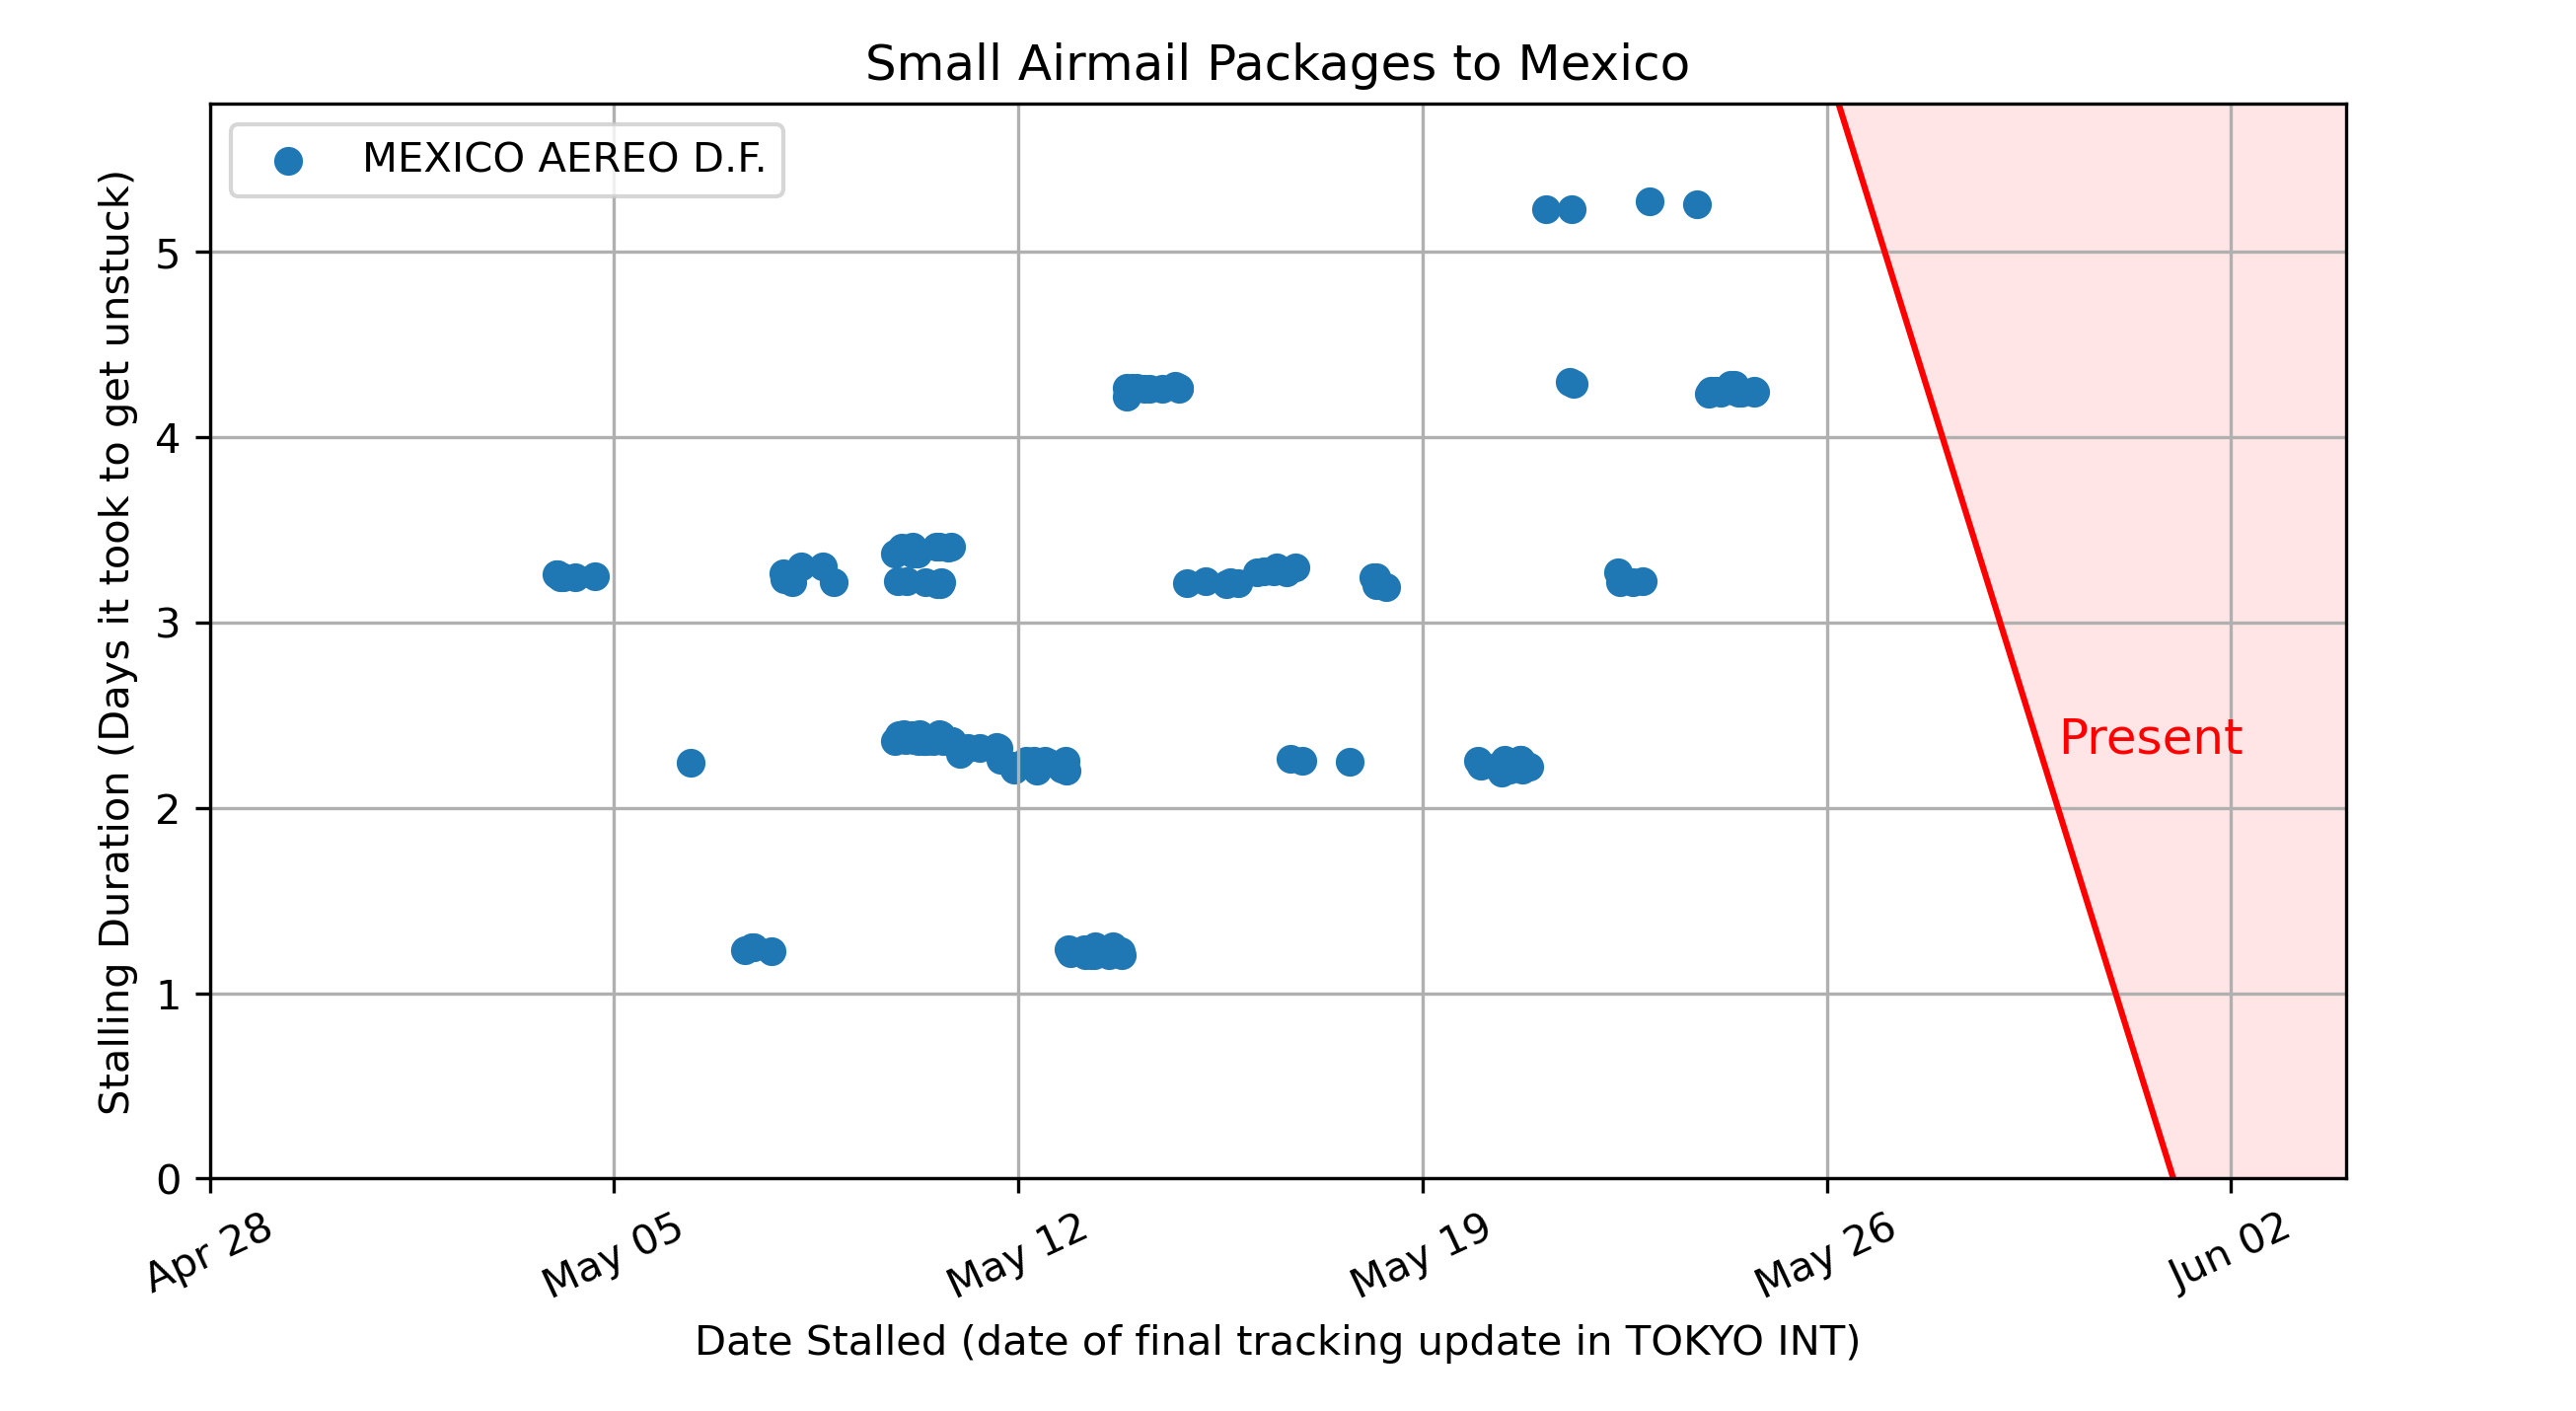 Small Airmail Packages to Mexico
MEXICO AEREO D.F.
Stalling Duration (Days it took to get unstuck)
5
4
3
2
1
0
Present
Apr 28
May 05
May 12
May 19
May 26
Jun 02
Date Stalled (date of final tracking update in TOKYO INT)